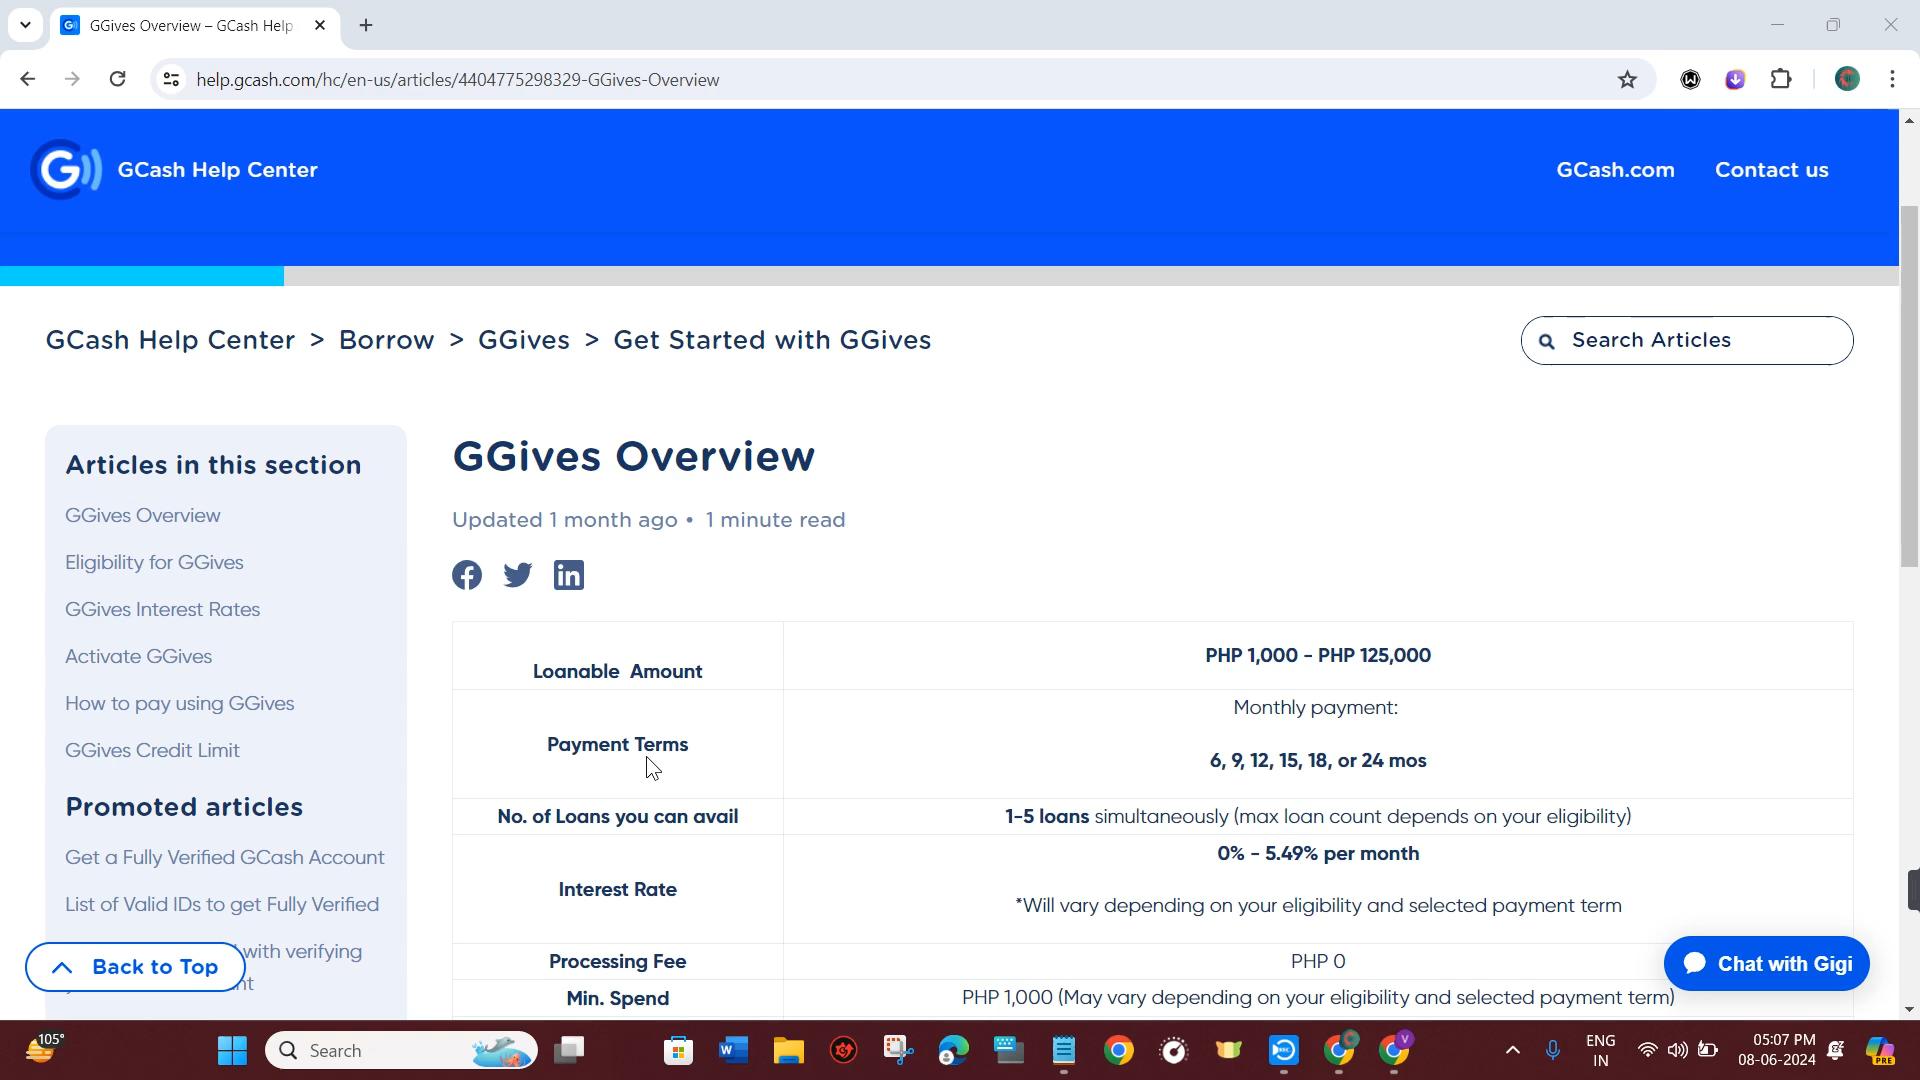 GGives Overview – GCash Help
help.gcash.com/hc/en-us/articles/4404775298329-GGives-Overview
G GCash Help Center
GCash.com Contact us
GCash Help Center > Borrow > GGives > Get Started with GGives
Search Articles
Articles in this section
GGives Overview
Eligibility for GGives
GGives Interest Rates
Activate GGives
How to pay using GGives
GGives Credit Limit
Promoted articles
Get a Fully Verified GCash Account
List of Valid IDs to get Fully Verified
with verifying
Back to Top
GGives Overview
Updated 1 month ago • 1 minute read
Loanable Amount
PHP 1,000 - PHP 125,000
Payment Terms
Monthly payment:
6, 9, 12, 15, 18, or 24 mos
No. of Loans you can avail
1-5 loans simultaneously (max loan count depends on your eligibility)
Interest Rate
0% - 5.49% per month
*Will vary depending on your eligibility and selected payment term
Processing Fee
PHP 0
Min. Spend
PHP 1,000 (May vary depending on your eligibility and selected payment term)
Chat with Gigi
105°
Search
ENG
IN
05:07 PM
08-06-2024
PRE